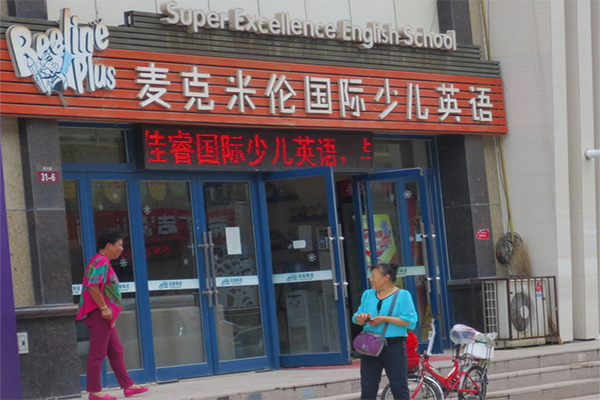 Super Excellence English School
Beeline
Plus
麦克米伦国际少儿英语
佳睿国际少儿英语，
31-6